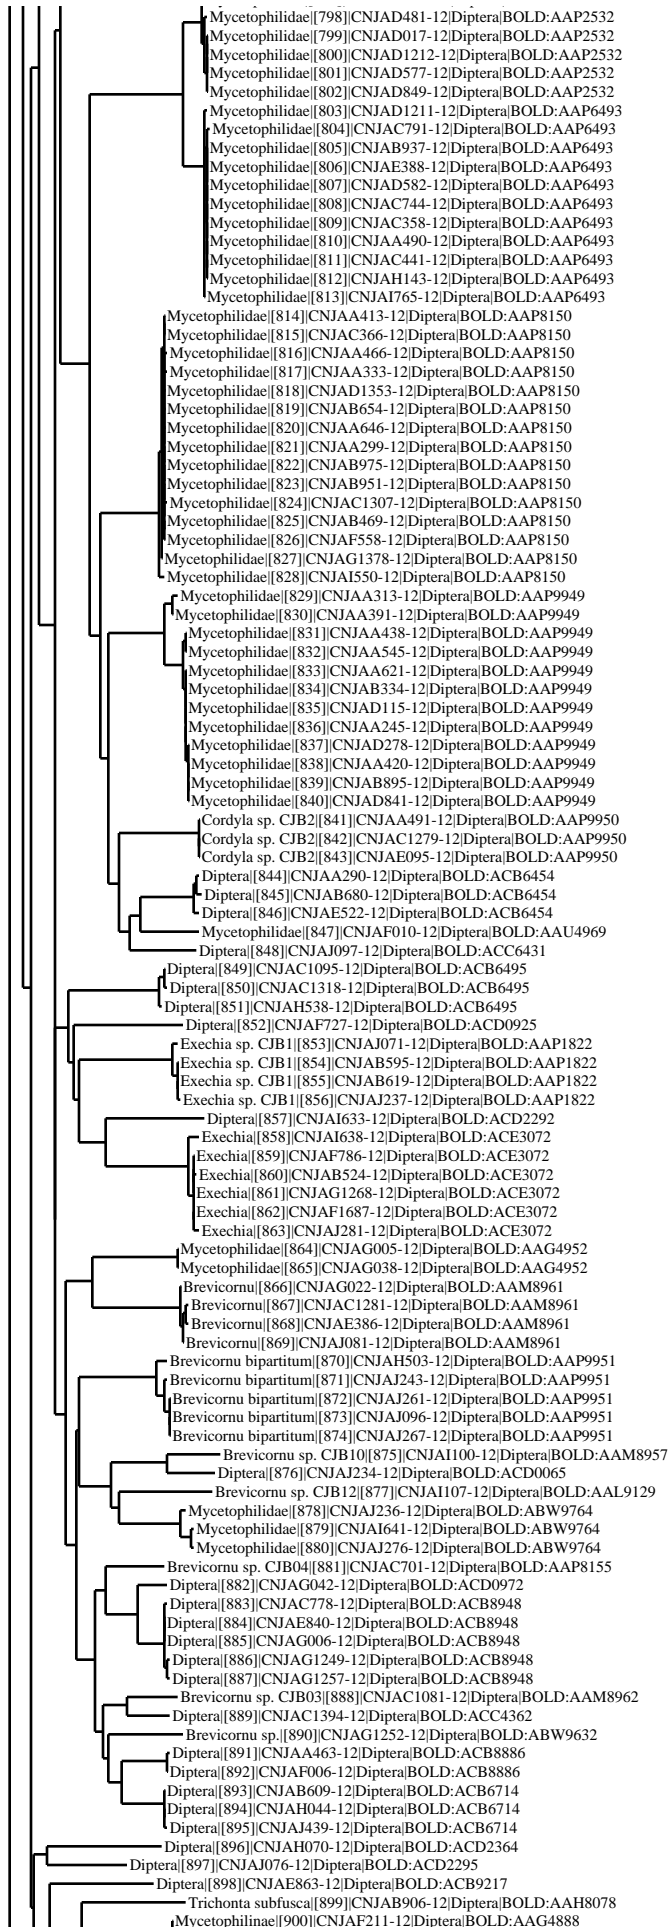 Mycetophilidae|[798]|CNJAD481-12|Diptera|BOLD:AAP2532
Mycetophilidae|[799]|CNJAD017-12|Diptera|BOLD:AAP2532
Mycetophilidae|[800]|CNJAD1212-12|Diptera|BOLD:AAP2532
Mycetophilidae|[801]|CNJAD577-12|Diptera|BOLD:AAP2532
Mycetophilidae|[802]|CNJAD849-12|Diptera|BOLD:AAP2532
Mycetophilidae|[803]|CNJAD1211-12|Diptera|BOLD:AAP6493
Mycetophilidae|[804]|CNJAC791-12|Diptera|BOLD:AAP6493
Mycetophilidae|[805]|CNJAB937-12|Diptera|BOLD:AAP6493
Mycetophilidae|[806]|CNJAE388-12|Diptera|BOLD:AAP6493
Mycetophilidae|[807]|CNJAD582-12|Diptera|BOLD:AAP6493
Mycetophilidae|[808]|CNJAC744-12|Diptera|BOLD:AAP6493
Mycetophilidae|[809]|CNJAC358-12|Diptera|BOLD:AAP6493
Mycetophilidae|[810]|CNJAA490-12|Diptera|BOLD:AAP6493
Mycetophilidae|[811]|CNJAC441-12|Diptera|BOLD:AAP6493
Mycetophilidae|[812]|CNJAH143-12|Diptera|BOLD:AAP6493
Mycetophilidae|[813]|CNJAI765-12|Diptera|BOLD:AAP6493
Mycetophilidae|[814]|CNJAA413-12|Diptera|BOLD:AAP8150
Mycetophilidae|[815]|CNJAC366-12|Diptera|BOLD:AAP8150
Mycetophilidae|[816]|CNJAA466-12|Diptera|BOLD:AAP8150
Mycetophilidae|[817]|CNJAA333-12|Diptera|BOLD:AAP8150
Mycetophilidae|[818]|CNJAD1353-12|Diptera|BOLD:AAP8150
Mycetophilidae|[819]|CNJAB654-12|Diptera|BOLD:AAP8150
Mycetophilidae|[820]|CNJAA646-12|Diptera|BOLD:AAP8150
Mycetophilidae|[821]|CNJAA299-12|Diptera|BOLD:AAP8150
Mycetophilidae|[822]|CNJAB975-12|Diptera|BOLD:AAP8150
Mycetophilidae|[823]|CNJAB951-12|Diptera|BOLD:AAP8150
Mycetophilidae|[824]|CNJAC1307-12|Diptera|BOLD:AAP8150
Mycetophilidae|[825]|CNJAB469-12|Diptera|BOLD:AAP8150
Mycetophilidae|[826]|CNJAF558-12|Diptera|BOLD:AAP8150
Mycetophilidae|[827]|CNJAG1378-12|Diptera|BOLD:AAP8150
Mycetophilidae|[828]|CNJAI550-12|Diptera|BOLD:AAP8150
Mycetophilidae|[829]|CNJAA313-12|Diptera|BOLD:AAP9949
Mycetophilidae|[830]|CNJAA391-12|Diptera|BOLD:AAP9949
Mycetophilidae|[831]|CNJAA438-12|Diptera|BOLD:AAP9949
Mycetophilidae|[832]|CNJAA545-12|Diptera|BOLD:AAP9949
Mycetophilidae|[833]|CNJAA621-12|Diptera|BOLD:AAP9949
Mycetophilidae|[834]|CNJAB334-12|Diptera|BOLD:AAP9949
Mycetophilidae|[835]|CNJAD115-12|Diptera|BOLD:AAP9949
Mycetophilidae|[836]|CNJAA245-12|Diptera|BOLD:AAP9949
Mycetophilidae|[837]|CNJAD278-12|Diptera|BOLD:AAP9949
Mycetophilidae|[838]|CNJAA420-12|Diptera|BOLD:AAP9949
Mycetophilidae|[839]|CNJAB895-12|Diptera|BOLD:AAP9949
Mycetophilidae|[840]|CNJAD841-12|Diptera|BOLD:AAP9949
Cordyla sp. CJB2|[841]|CNJAA491-12|Diptera|BOLD:AAP9950
Cordyla sp. CJB2|[842]|CNJAC1279-12|Diptera|BOLD:AAP9950
Cordyla sp. CJB2|[843]|CNJAE095-12|Diptera|BOLD:AAP9950
Diptera|[844]|CNJAA290-12|Diptera|BOLD:ACB6454
Diptera|[845]|CNJAB680-12|Diptera|BOLD:ACB6454
Diptera|[846]|CNJAE522-12|Diptera|BOLD:ACB6454
Mycetophilidae|[847]|CNJAF010-12|Diptera|BOLD:AAU4969
Diptera|[848]|CNJAJ097-12|Diptera|BOLD:ACC6431
Diptera|[849]|CNJAC1095-12|Diptera|BOLD:ACB6495
Diptera|[850]|CNJAC1318-12|Diptera|BOLD:ACB6495
Diptera|[851]|CNJAH538-12|Diptera|BOLD:ACB6495
Diptera|[852]|CNJAF727-12|Diptera|BOLD:ACD0925
Exechia sp. CJB1|[853]|CNJAJ071-12|Diptera|BOLD:AAP1822
Exechia sp. CJB1|[854]|CNJAB595-12|Diptera|BOLD:AAP1822
Exechia sp. CJB1|[855]|CNJAB619-12|Diptera|BOLD:AAP1822
Exechia sp. CJB1|[856]|CNJAJ237-12|Diptera|BOLD:AAP1822
Diptera|[857]|CNJAI633-12|Diptera|BOLD:ACD2292
Exechia|[858]|CNJAI638-12|Diptera|BOLD:ACE3072
Exechia|[859]|CNJAF786-12|Diptera|BOLD:ACE3072
Exechia|[860]|CNJAB524-12|Diptera|BOLD:ACE3072
Exechia|[861]|CNJAG1268-12|Diptera|BOLD:ACE3072
Exechia|[862]|CNJAF1687-12|Diptera|BOLD:ACE3072
Exechia|[863]|CNJAJ281-12|Diptera|BOLD:ACE3072
Mycetophilidae|[864]|CNJAG005-12|Diptera|BOLD:AAG4952
Mycetophilidae|[865]|CNJAG038-12|Diptera|BOLD:AAG4952
Brevicornu|[866]|CNJAG022-12|Diptera|BOLD:AAM8961
Brevicornu|[867]|CNJAC1281-12|Diptera|BOLD:AAM8961
Brevicornu|[868]|CNJAE386-12|Diptera|BOLD:AAM8961
Brevicornu|[869]|CNJAJ081-12|Diptera|BOLD:AAM8961
Brevicornu bipartitum|[870]|CNJAH503-12|Diptera|BOLD:AAP9951
Brevicornu bipartitum|[871]|CNJAJ243-12|Diptera|BOLD:AAP9951
Brevicornu bipartitum|[872]|CNJAJ261-12|Diptera|BOLD:AAP9951
Brevicornu bipartitum|[873]|CNJAJ096-12|Diptera|BOLD:AAP9951
Brevicornu bipartitum|[874]|CNJAJ267-12|Diptera|BOLD:AAP9951
Brevicornu sp. CJB10|[875]|CNJAI100-12|Diptera|BOLD:AAM8957
Diptera|[876]|CNJAJ234-12|Diptera|BOLD:ACD0065
Brevicornu sp. CJB12|[877]|CNJAI107-12|Diptera|BOLD:AAL9129
Mycetophilidae|[878]|CNJAJ236-12|Diptera|BOLD:ABW9764
Mycetophilidae|[879]|CNJAI641-12|Diptera|BOLD:ABW9764
Mycetophilidae|[880]|CNJAJ276-12|Diptera|BOLD:ABW9764
Brevicornu sp. CJB04|[881]|CNJAC701-12|Diptera|BOLD:AAP8155
Diptera|[882]|CNJAG042-12|Diptera|BOLD:ACD0972
Diptera|[883]|CNJAC778-12|Diptera|BOLD:ACB8948
Diptera|[884]|CNJAE840-12|Diptera|BOLD:ACB8948
Diptera|[885]|CNJAG006-12|Diptera|BOLD:ACB8948
Diptera|[886]|CNJAG1249-12|Diptera|BOLD:ACB8948
Diptera|[887]|CNJAG1257-12|Diptera|BOLD:ACB8948
Brevicornu sp. CJB03|[888]|CNJAC1081-12|Diptera|BOLD:AAM8962
Diptera|[889]|CNJAC1394-12|Diptera|BOLD:ACC4362
Brevicornu sp.|[890]|CNJAG1252-12|Diptera|BOLD:ABW9632
Diptera|[891]|CNJAA463-12|Diptera|BOLD:ACB8886
Diptera|[892]|CNJAF006-12|Diptera|BOLD:ACB8886
Diptera|[893]|CNJAB609-12|Diptera|BOLD:ACB6714
Diptera|[894]|CNJAH044-12|Diptera|BOLD:ACB6714
Diptera|[895]|CNJAJ439-12|Diptera|BOLD:ACB6714
Diptera|[896]|CNJAH070-12|Diptera|BOLD:ACD2364
Diptera|[897]|CNJAJ076-12|Diptera|BOLD:ACD2295
Diptera|[898]|CNJAE863-12|Diptera|BOLD:ACB9217
Trichonta subfusca|[899]|CNJAB906-12|Diptera|BOLD:AAH8078
Mycetophilinae|[900]|CNJAF211-12|Diptera|BOLD:AAG4888